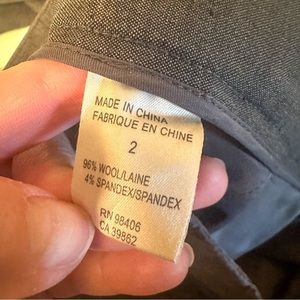 MADE IN CHINA
FABRIQUE EN CHINE
2
96% WOOL/LAINE
4% SPANDEX/SPANDEX
RN 98406
CA 39862